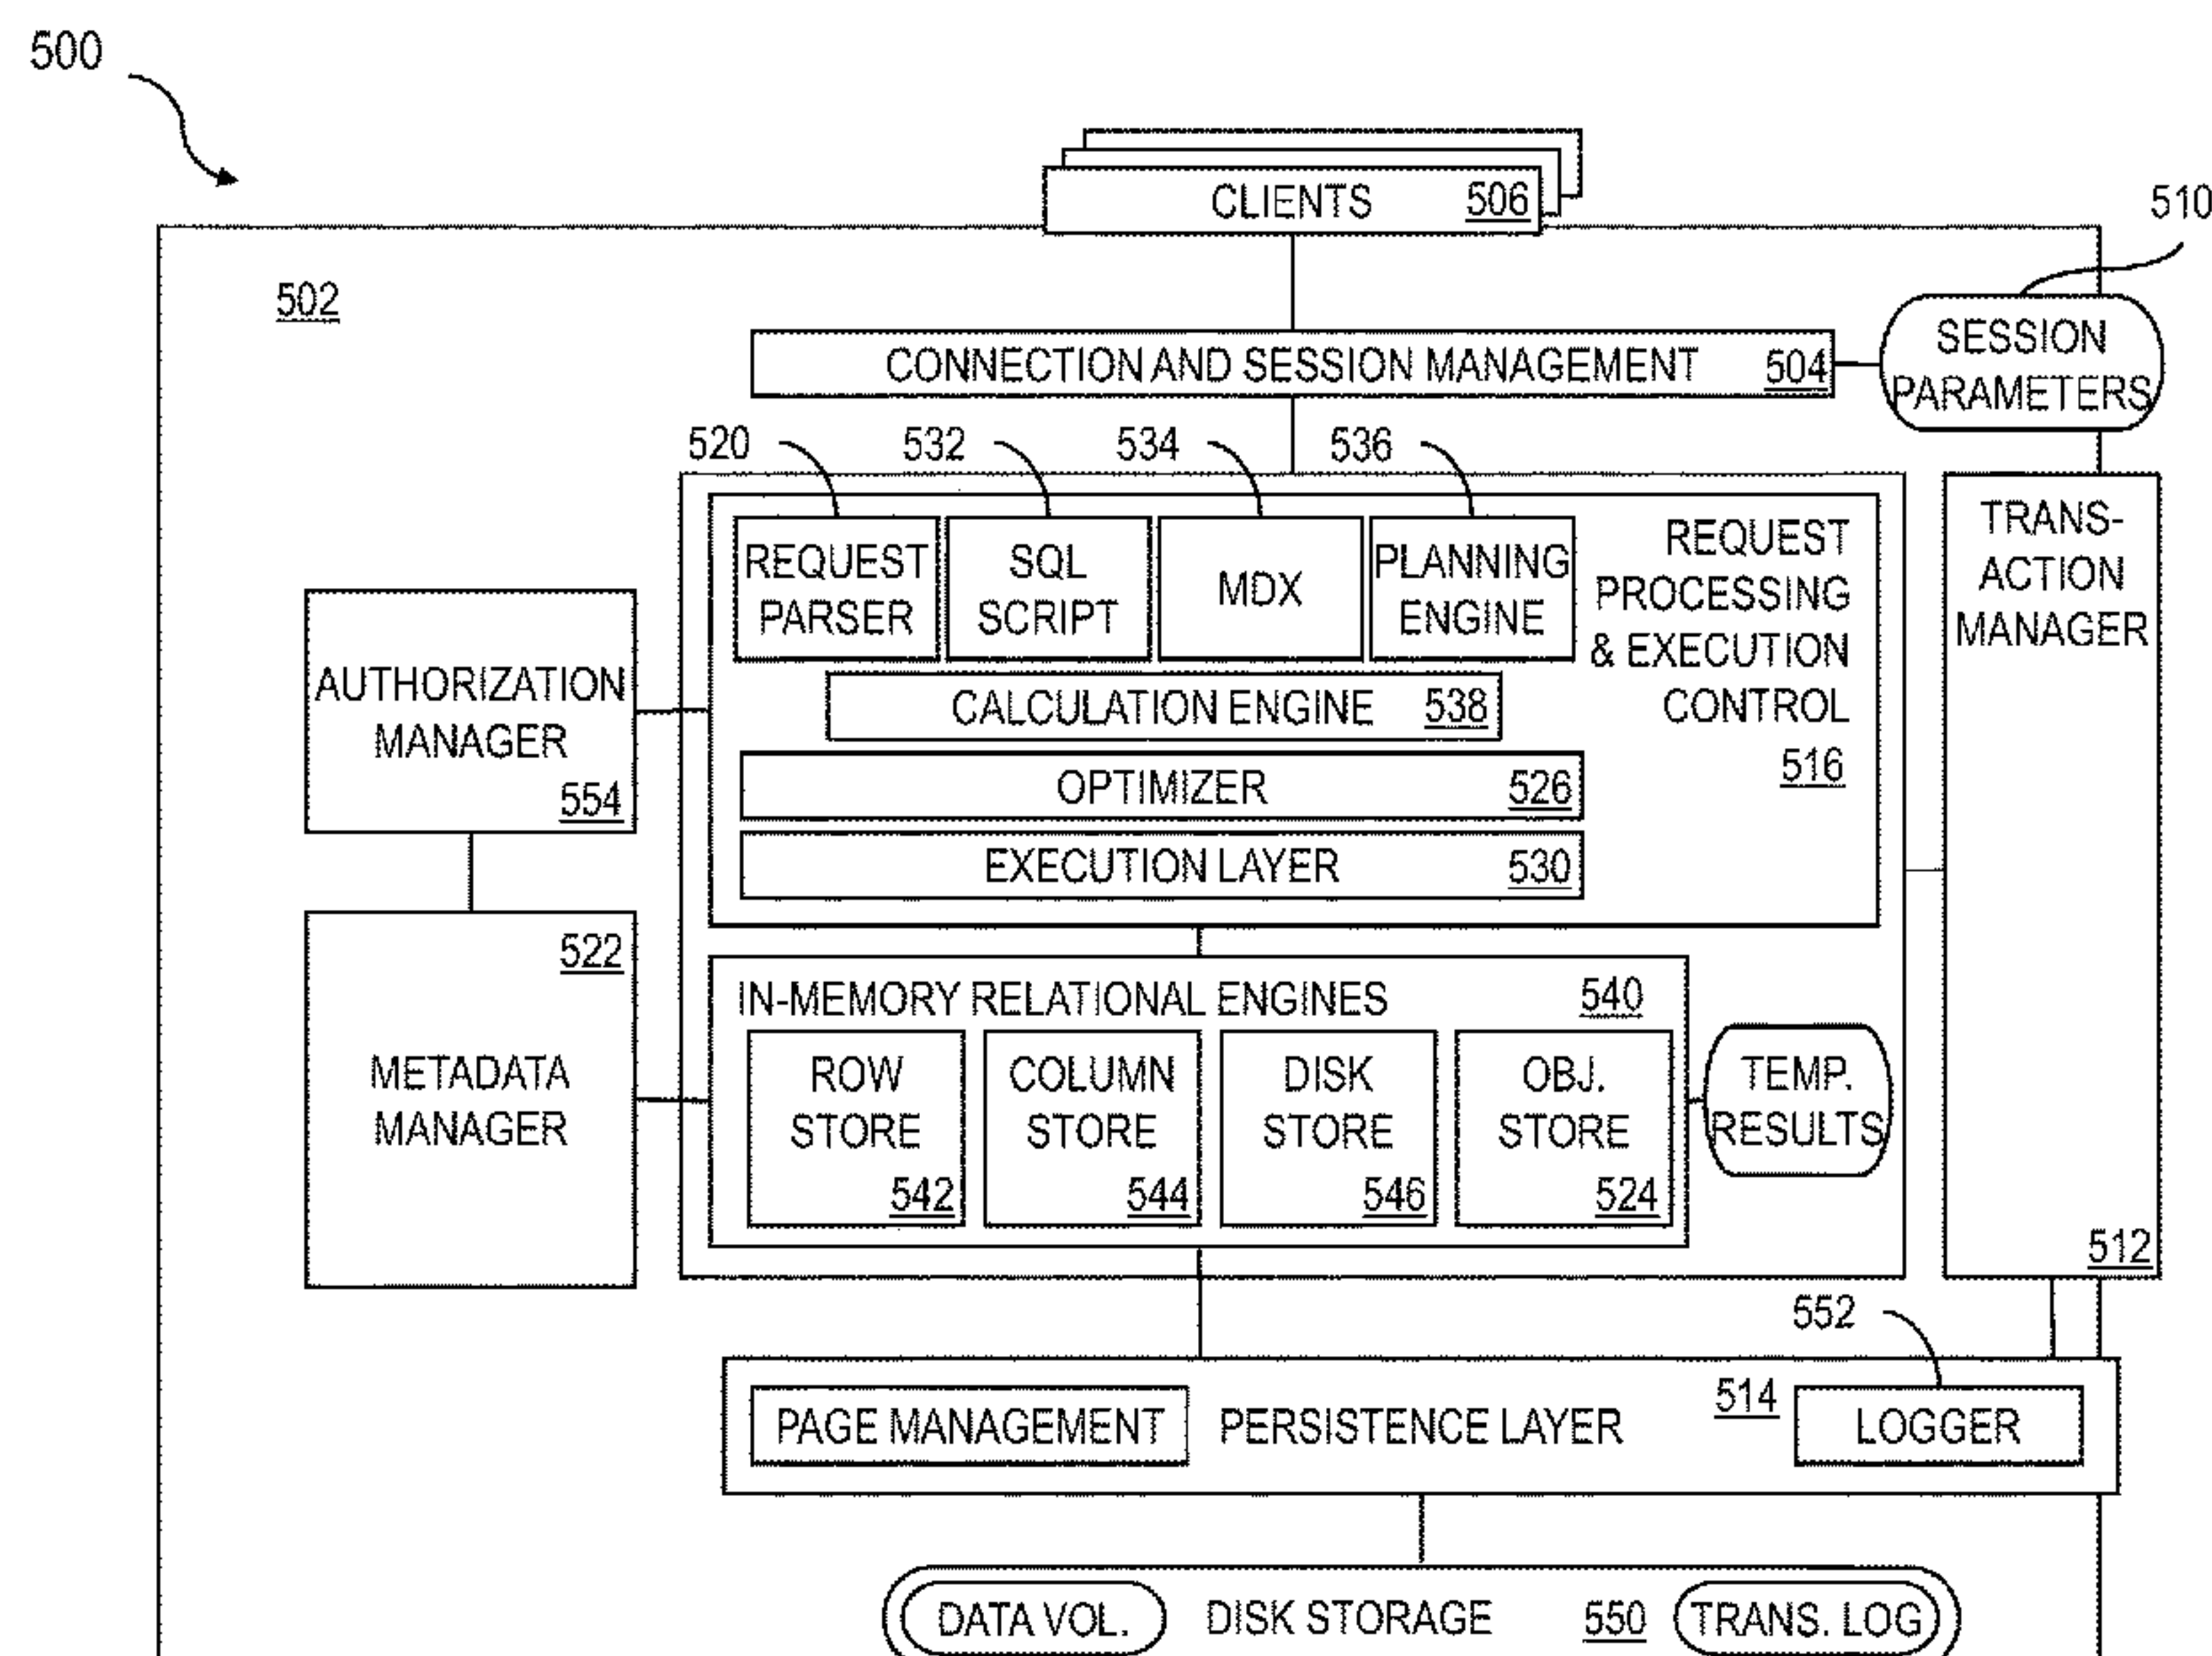 500
CLIENTS 506
510
502
SESSION
PARAMETERS
CONNECTION AND SESSION MANAGEMENT 504
520
532
534
536
REQUEST
PARSER
SQL
SCRIPT
MDX
PLANNING
ENGINE
REQUEST
PROCESSING
& EXECUTION
CONTROL
516
TRANS-
ACTION
MANAGER
512
CALCULATION ENGINE 538
OPTIMIZER 526
EXECUTION LAYER 530
AUTHORIZATION
MANAGER
554
522
METADATA
MANAGER
IN-MEMORY RELATIONAL ENGINES 540
ROW
STORE
542
COLUMN
STORE
544
DISK
STORE
546
OBJ.
STORE
524
TEMP.
RESULTS
552
PAGE MANAGEMENT
PERSISTENCE LAYER
514
LOGGER
DATA VOL.
DISK STORAGE 550
TRANS. LOG